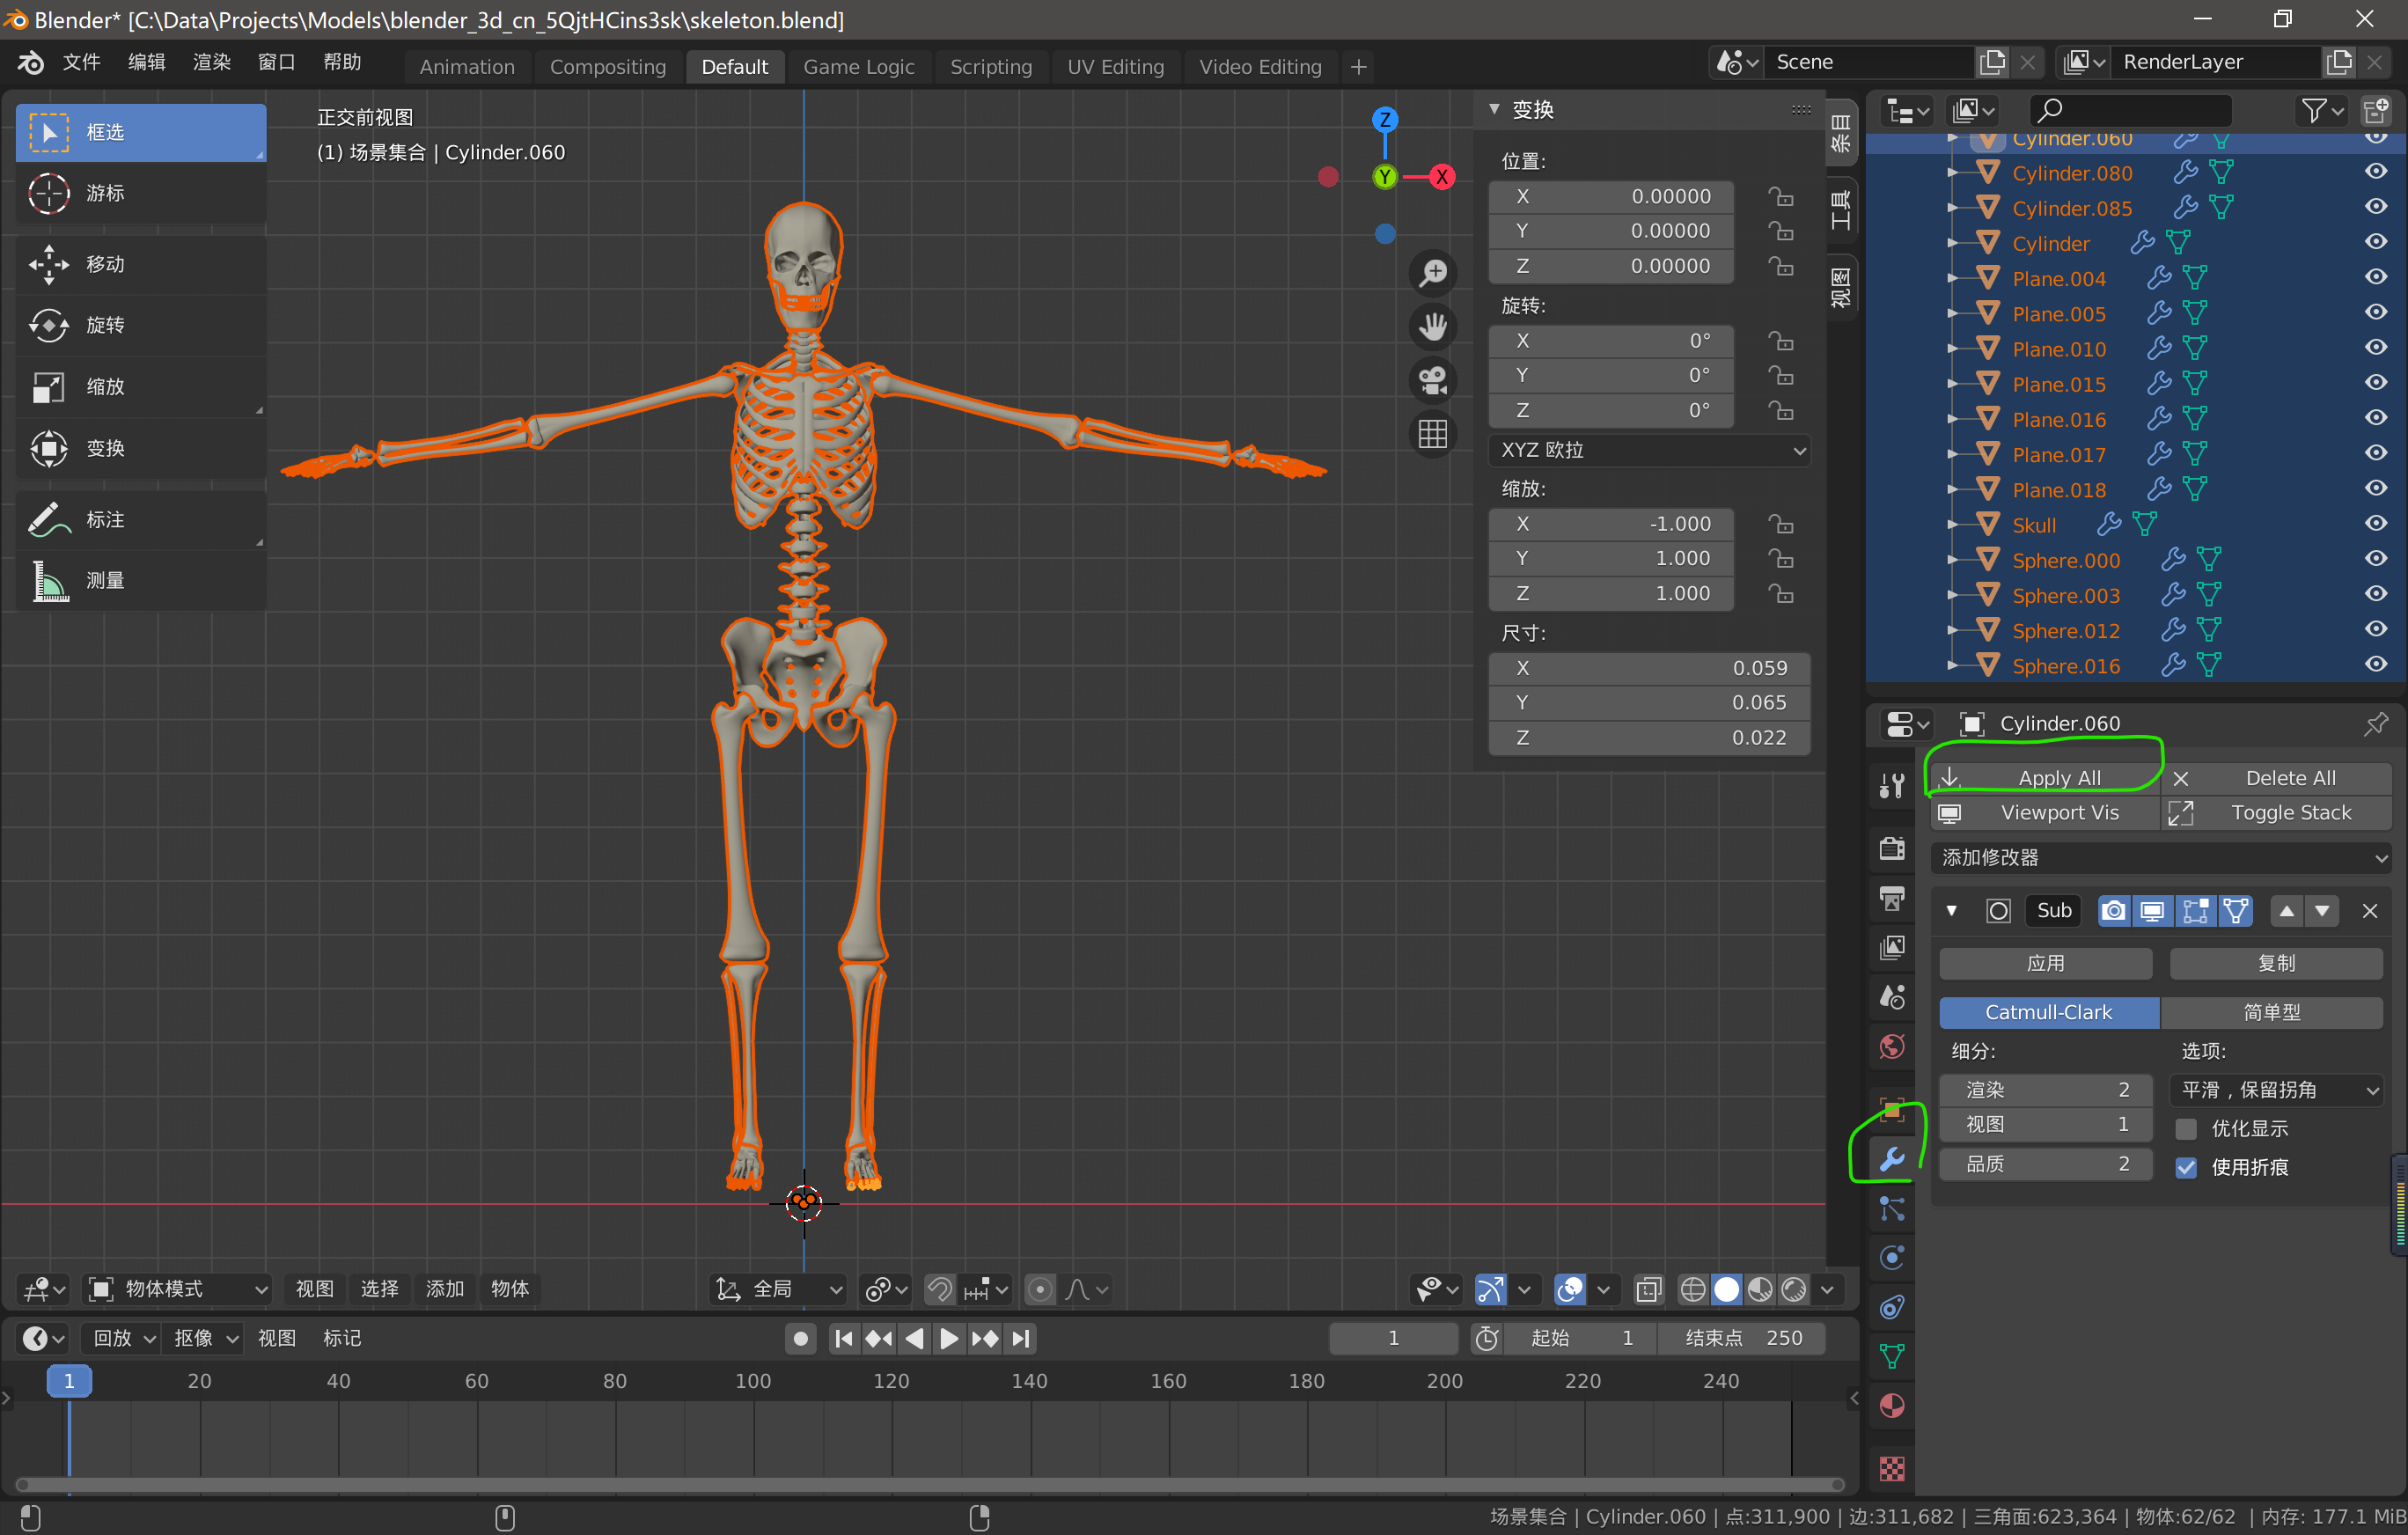 Blender* [C:\Data\Projects\Models\blender_3d_cn_5QjtHCins3sk\skeleton.blend]
文件 编辑 渲染 窗口 帮助 Animation Compositing Default Game Logic Scripting UV Editing Video Editing + Scene RenderLayer
框选
游标
移动
旋转
缩放
变换
标注
测量
正交前视图
(1) 场景集合 | Cylinder.060
Z
Y
X
变换
位置:
X 0.00000
Y 0.00000
Z 0.00000
旋转:
X 0°
Y 0°
Z 0°
XYZ 欧拉
缩放:
X -1.000
Y 1.000
Z 1.000
尺寸:
X 0.059
Y 0.065
Z 0.022
条目
工具
视图
Cylinder.060
Cylinder.080
Cylinder.085
Cylinder
Plane.004
Plane.005
Plane.010
Plane.015
Plane.016
Plane.017
Plane.018
Skull
Sphere.000
Sphere.003
Sphere.012
Sphere.016
Cylinder.060
Apply All Delete All
Viewport Vis Toggle Stack
添加修改器
Sub
应用 复制
Catmull-Clark 简单型
细分: 选项:
渲染 2 平滑，保留拐角
视图 1 优化显示
品质 2 使用折痕
物体模式 视图 选择 添加 物体 全局
回放 抠像 视图 标记 1 起始 1 结束点 250
1 20 40 60 80 100 120 140 160 180 200 220 240
场景集合 | Cylinder.060 | 点:311,900 | 边:311,682 | 三角面:623,364 | 物体:62/62 | 内存: 177.1 MiB